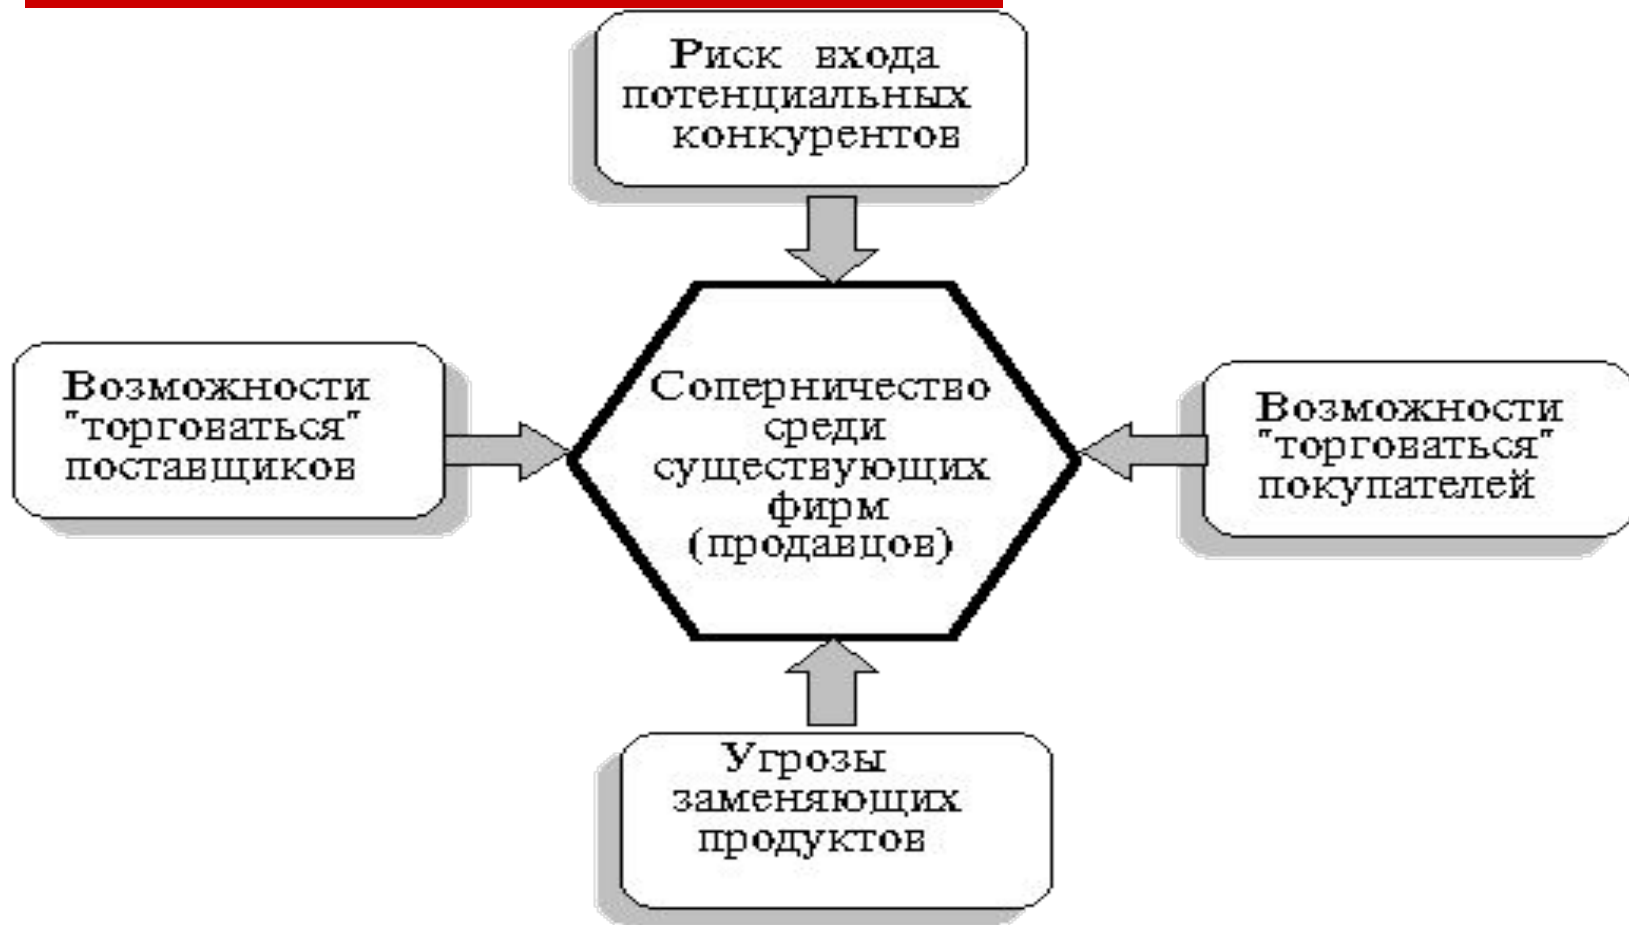 Риск входа
потенциальных
конкурентов
Возможности
"торговаться"
поставщиков
Соперничество
среди
существующих
фирм
(продавцов)
Возможности
"торговаться"
покупателей
Угрозы
заменяющих
продуктов